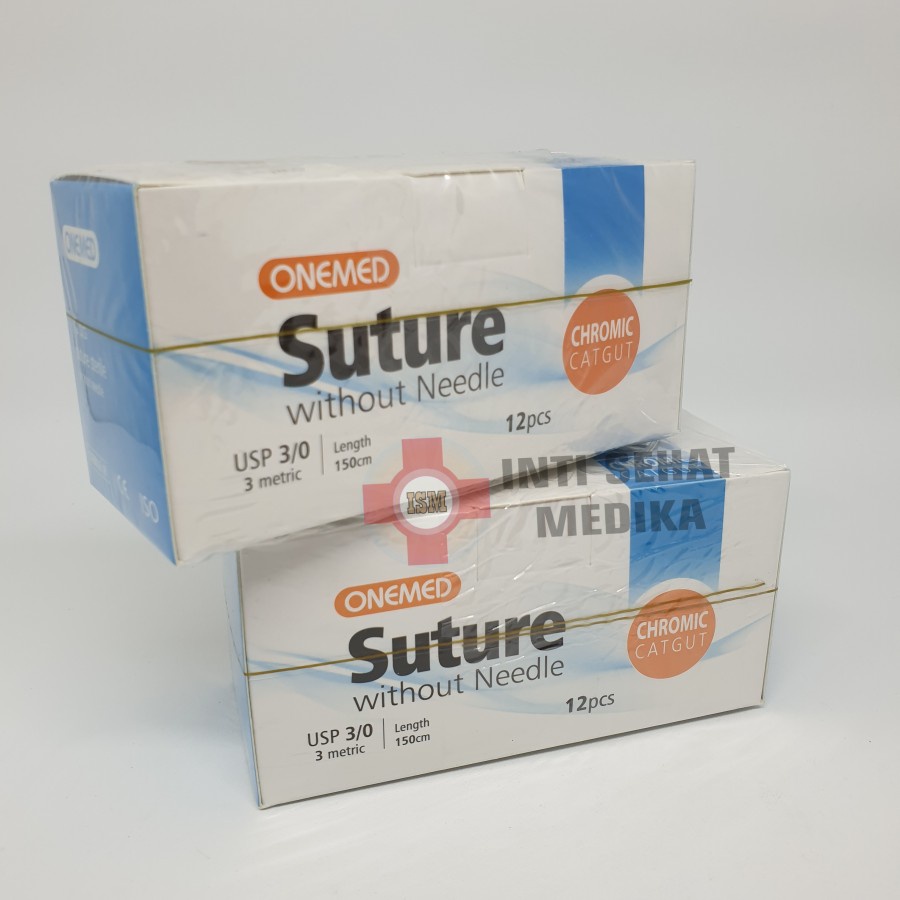 ONEMED
ONEMED
Suture
without Needle
CHROMIC
CATGUT
12pcs
USP 3/0
3 metric
Length
150cm
ISO
INTI SEHAT
MEDIKA
ISM
ONEMED
Suture
without Needle
CHROMIC
CATGUT
12pcs
USP 3/0
3 metric
Length
150cm